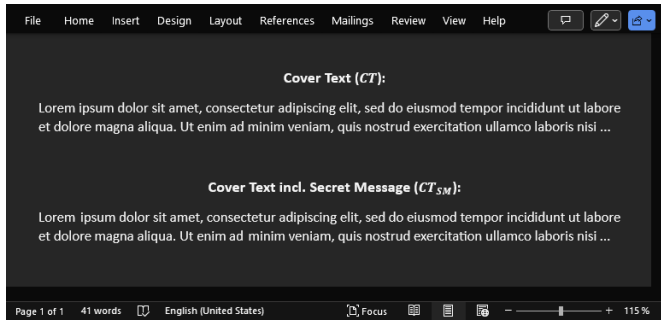 File Home Insert Design Layout References Mailings Review View Help
Cover Text (CT):
Lorem ipsum dolor sit amet, consectetur adipiscing elit, sed do eiusmod tempor incididunt ut labore
et dolore magna aliqua. Ut enim ad minim veniam, quis nostrud exercitation ullamco laboris nisi ...
Cover Text incl. Secret Message (CT_SM):
Lorem ipsum dolor sit amet, consectetur adipiscing elit, sed do eiusmod tempor incididunt ut labore
et dolore magna aliqua. Ut enim ad minim veniam, quis nostrud exercitation ullamco laboris nisi ...
Page 1 of 1 41 words English (United States) Focus 115%